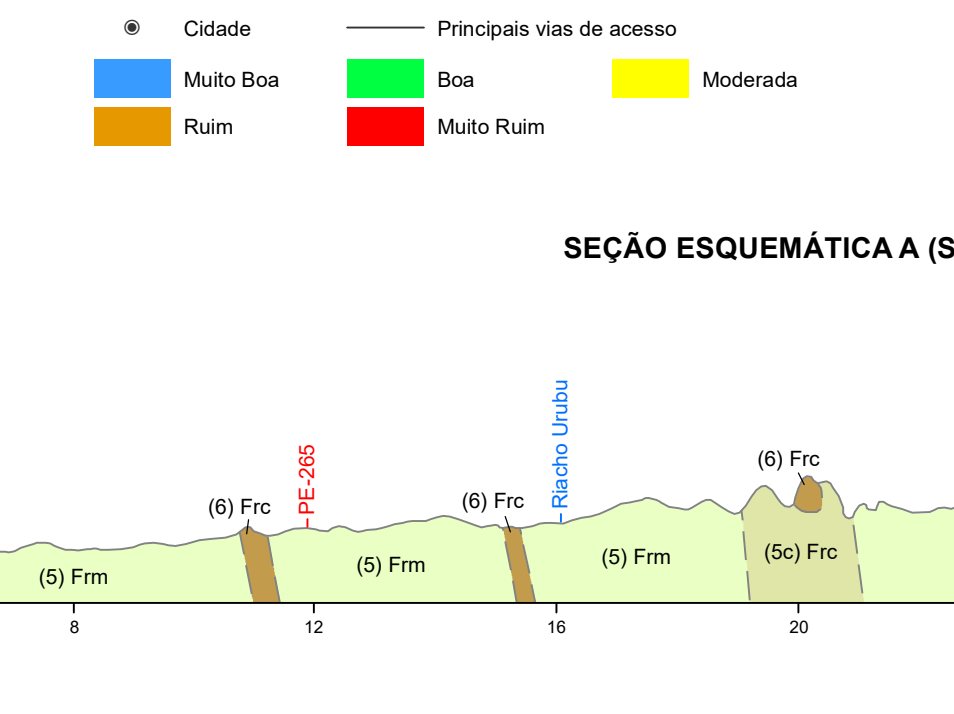 Cidade
Principais vias de acesso
Muito Boa
Boa
Moderada
Ruim
Muito Ruim
SEÇÃO ESQUEMÁTICA A (S
Riacho Urubu
PE-265
(6) Frc
(6) Frc
(6) Frc
(5) Frm
(5) Frm
(5) Frm
(5c) Frc
8
12
16
20